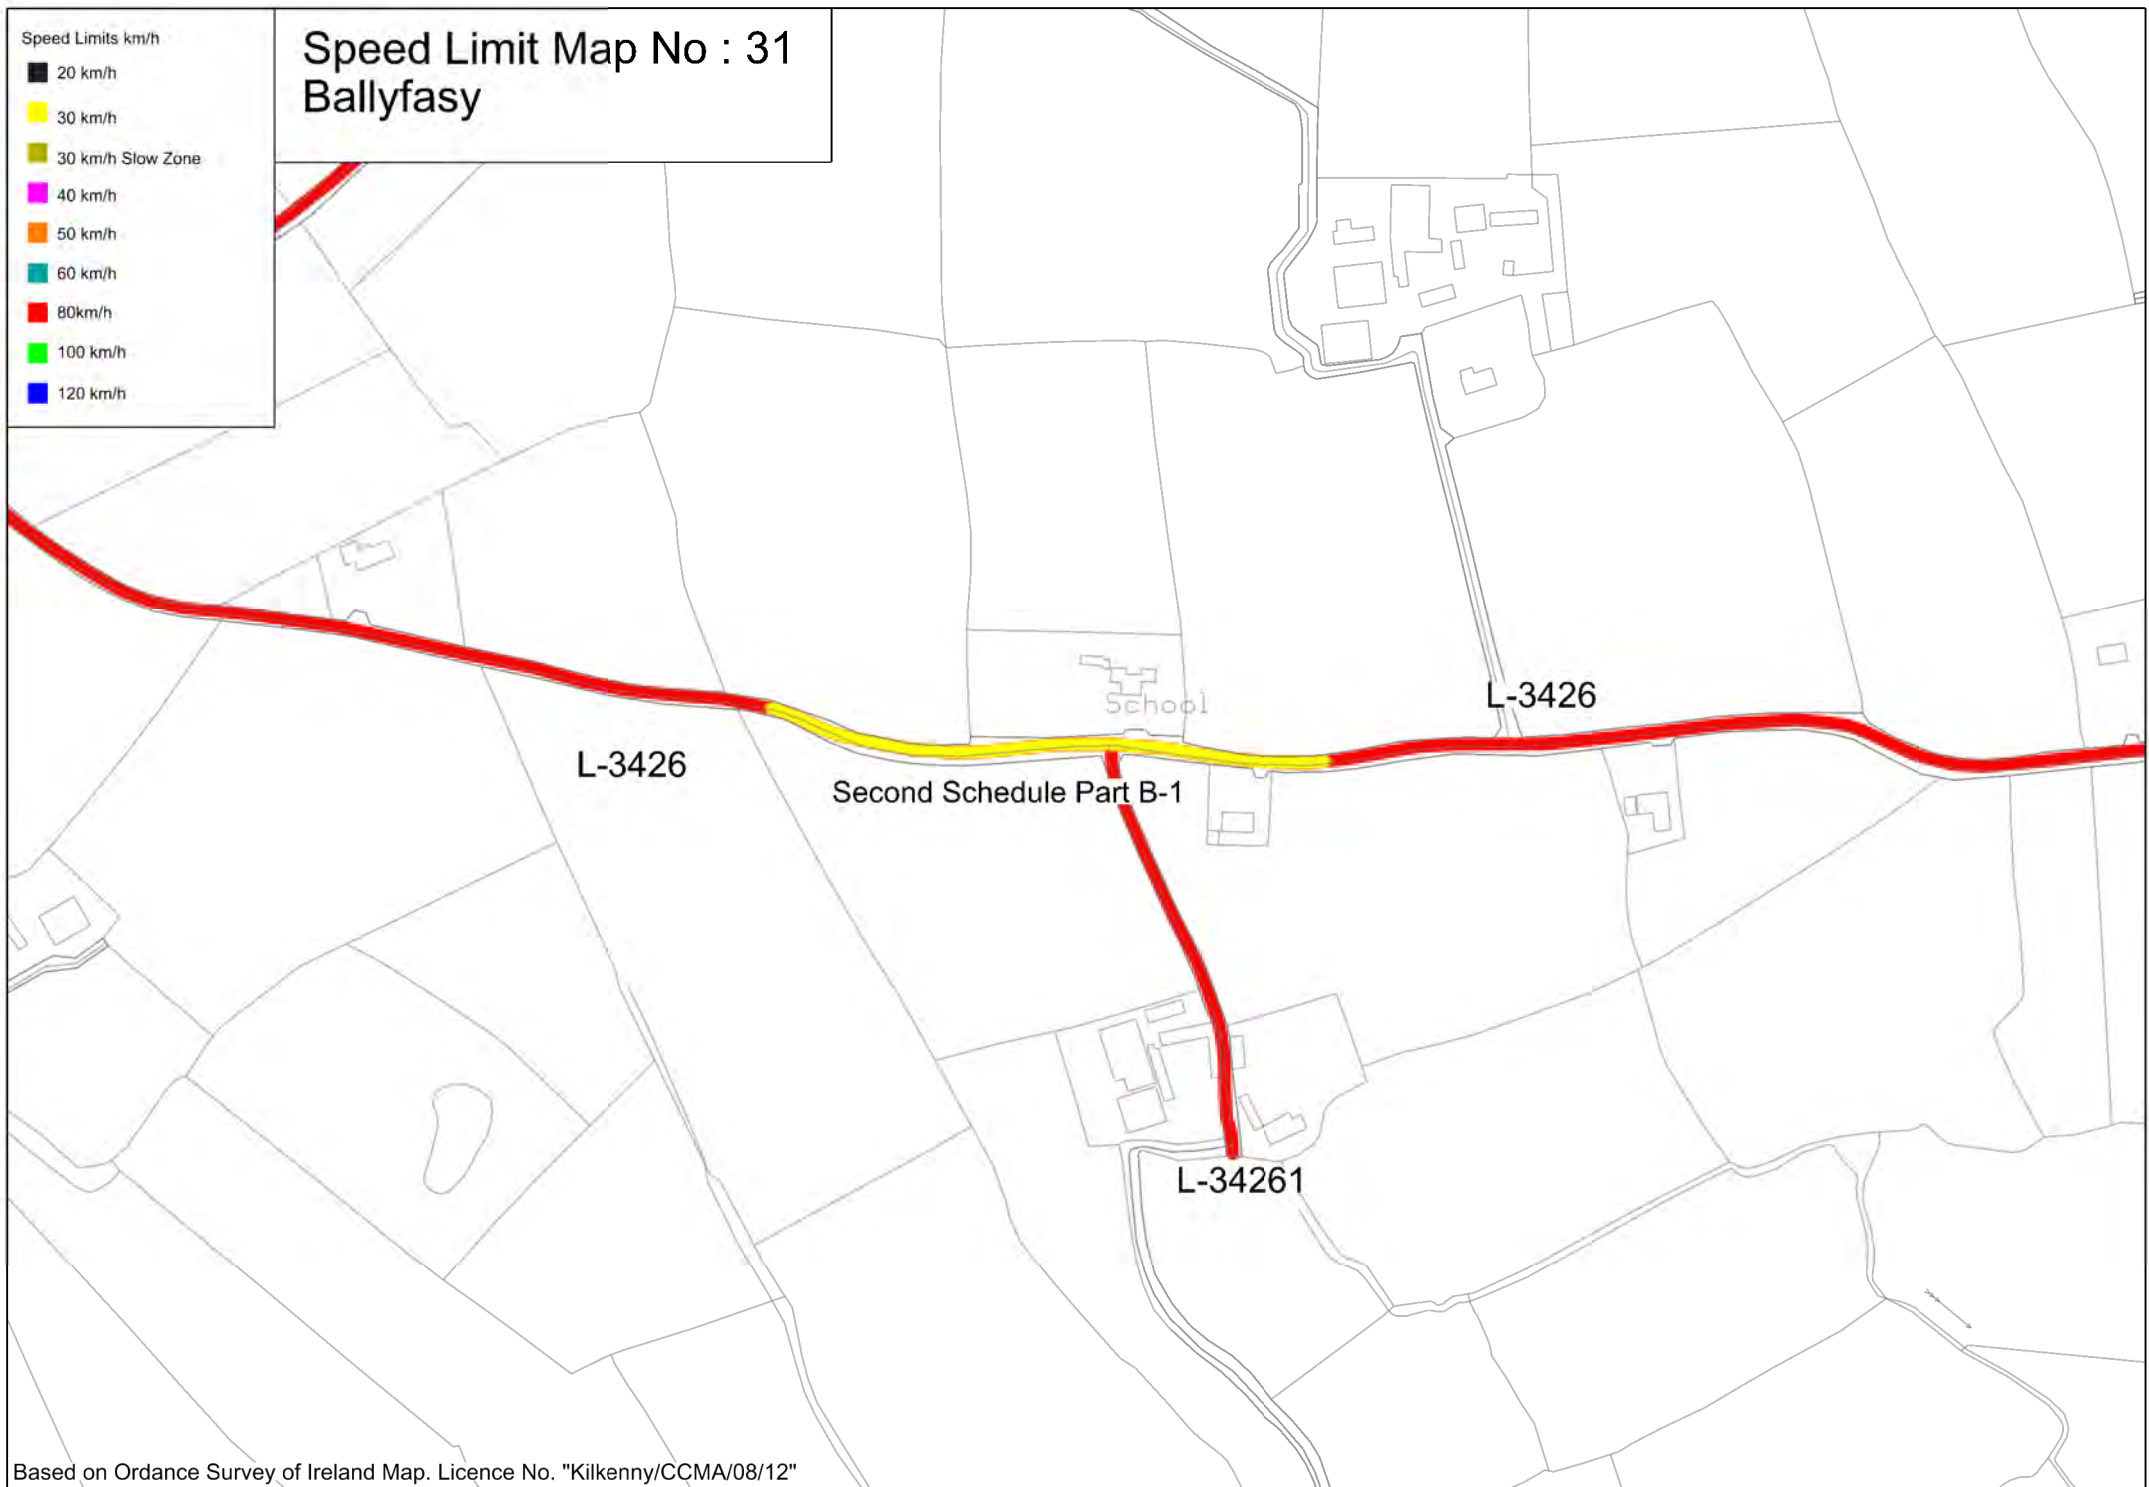 Speed Limits km/h
20 km/h
30 km/h
30 km/h Slow Zone
40 km/h
50 km/h
60 km/h
80km/h
100 km/h
120 km/h
Speed Limit Map No : 31
Ballyfasy
School
L-3426
L-3426
Second Schedule Part B-1
L-34261
Based on Ordance Survey of Ireland Map. Licence No. "Kilkenny/CCMA/08/12"